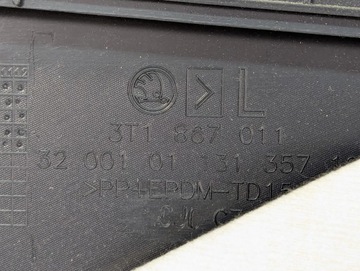 > L
3T1 867 011
32 001 01 131 357
>PP+EPDM-TD15